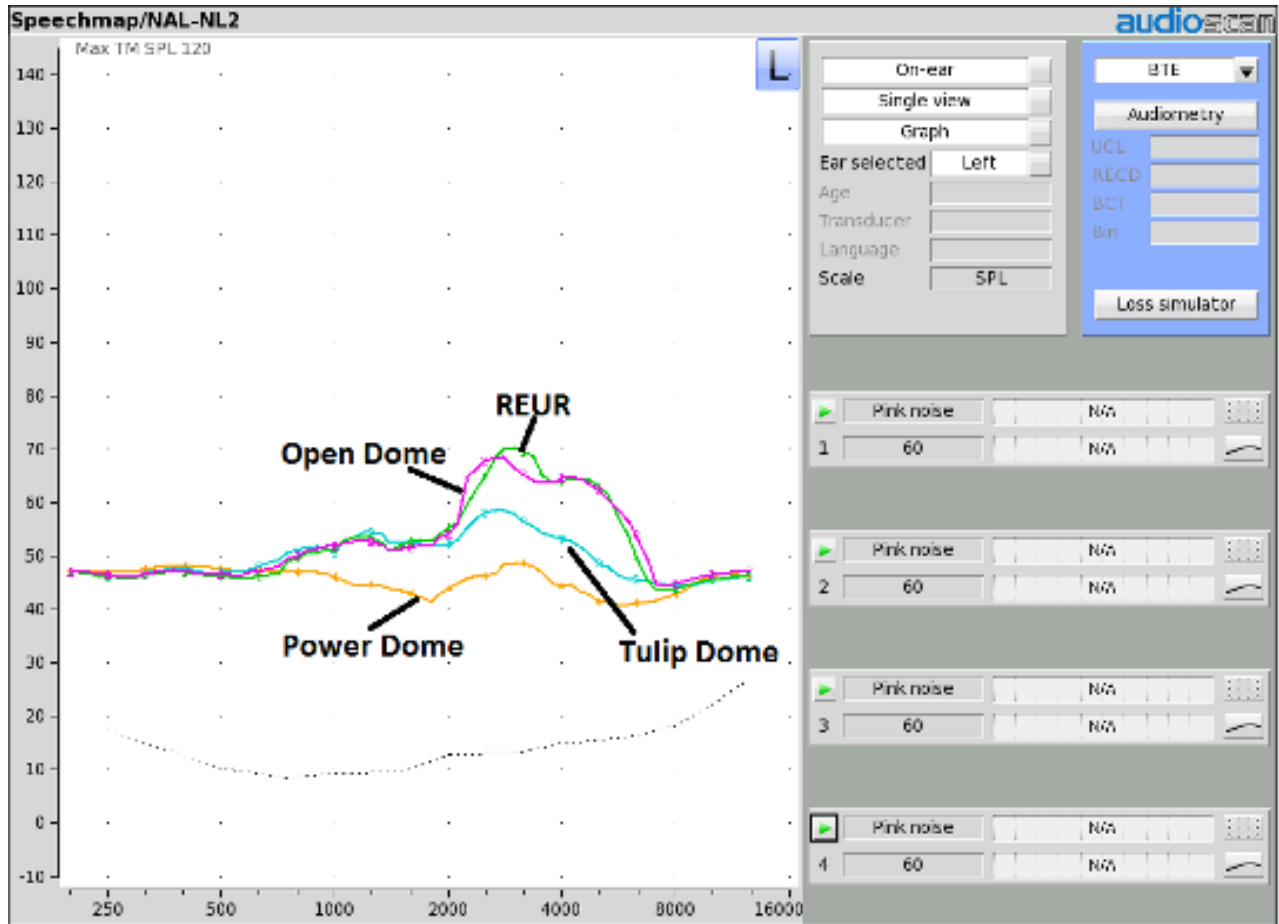 Speechmap/NAL-NL2
audioscan
Max TM SPL 120
L
140
130
120
110
100
90
80
70
60
50
40
30
20
10
0
-10
250 500 1000 2000 4000 8000 16000
REUR
Open Dome
Power Dome
Tulip Dome
On-ear
Single view
Graph
Ear selected Left
Age
Transducer
Language
Scale SPL
BTE
Audiometry
UCL
RECD
BCT
Bin
Loss simulator
Pink noise N/A
1 60 N/A
Pink noise N/A
2 60 N/A
Pink noise N/A
3 60 N/A
Pink noise N/A
4 60 N/A